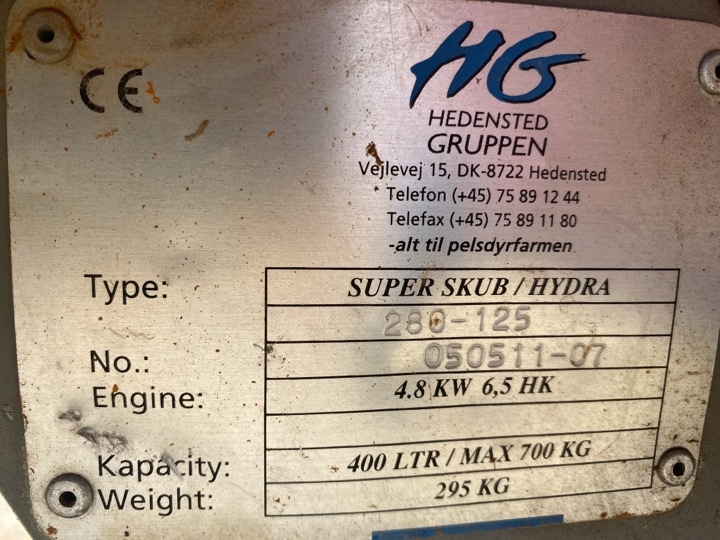 CE
HG
HEDENSTED
GRUPPEN
Vejlevej 15, DK-8722 Hedensted
Telefon (+45) 75 89 12 44
Telefax (+45) 75 89 11 80
-alt til pelsdyrfarmen
Type: SUPER SKUB / HYDRA
280-125
No.: 050511-07
Engine: 4.8 KW 6,5 HK
Kapacity: 400 LTR / MAX 700 KG
Weight: 295 KG